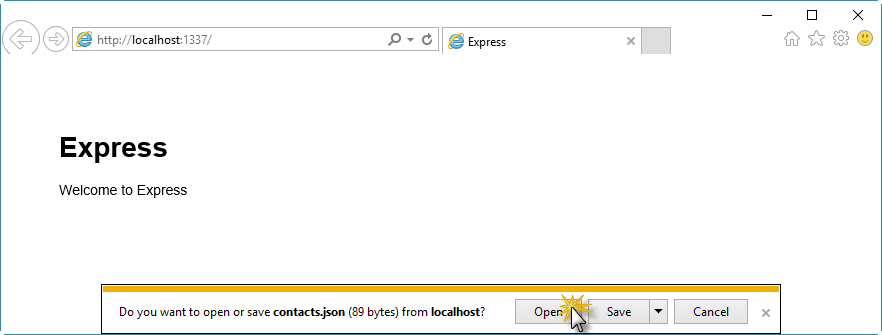 http://localhost:1337/
Express
Express
Welcome to Express
Do you want to open or save contacts.json (89 bytes) from localhost?
Open
Save
Cancel